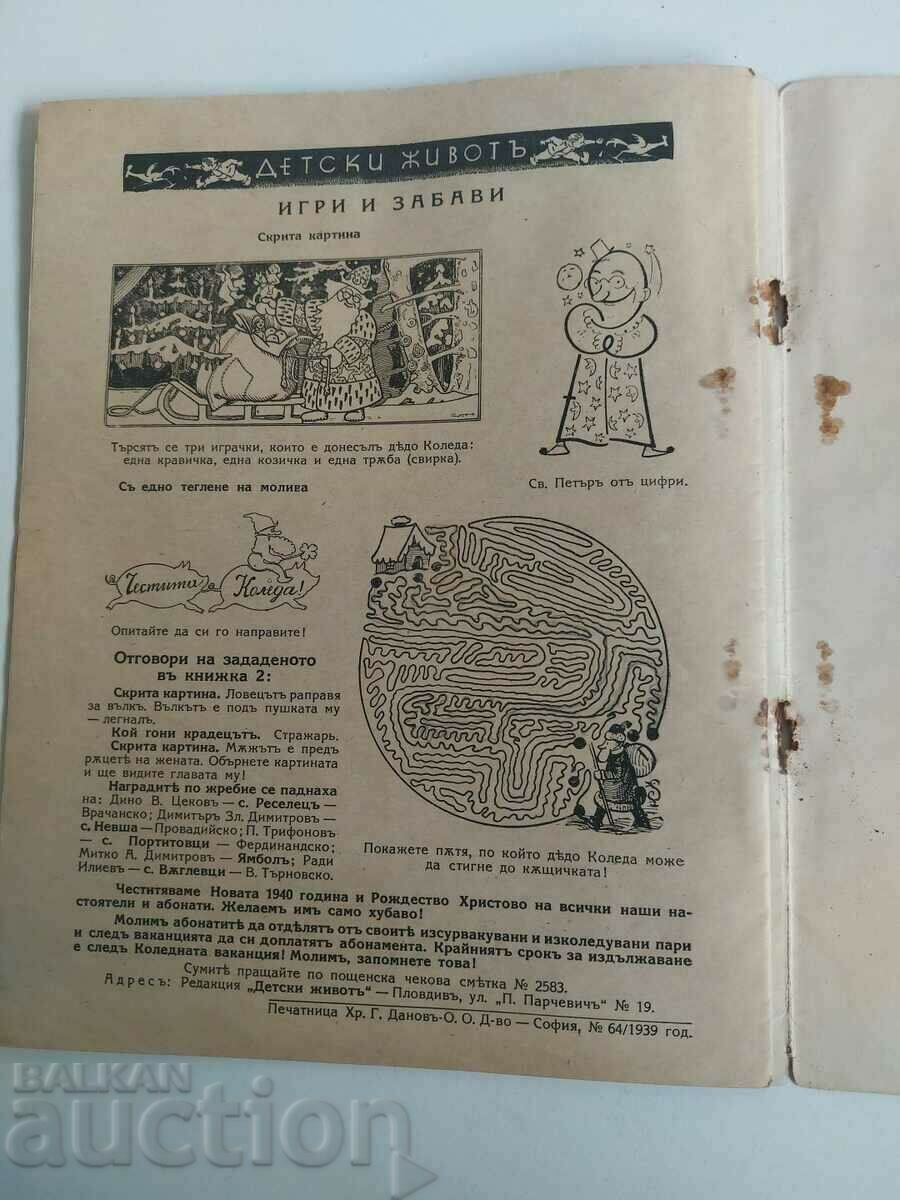 ДЕТСКИ ЖИВОТЪ
ИГРИ И ЗАБАВИ
Скрита картина
Търсятъ се три играчки, които е донесълъ дѣдо Коледа:
една кравичка, една козичка и една трѫба (свирка).
Св. Петъръ отъ цифри.
Съ едно теглене на молива
Честита Коледа!
Опитайте да си го направите!
Отговори на зададеното
въ книжка 2:
Скрита картина. Ловецътъ раправя
за вълкъ. Вълкътъ е подъ пушката му
— легналъ.
Кой гони крадецътъ. Стражарь.
Скрита картина. Мѫжътъ е предъ
рѫцетѣ на жената. Обърнете картината
и ще видите главата му!
Наградитѣ по жребие се паднаха
на: Дино В. Цековъ — с. Реселецъ —
Врачанско; Димитъръ Зл. Димитровъ —
с. Невша — Провадийско; П. Трифоновъ
— с. Портитовци — Фердинандско;
Митко А. Димитровъ — Ямболъ; Ради
Илиевъ — с. Вѫглевци — В. Търновско.
Покажете пѫтя, по който дѣдо Коледа може
да стигне до кѫщичката!
Честитяваме Новата 1940 година и Рождество Христово на всички наши на-
стоятели и абонати. Желаемъ имъ само хубаво!
Молимъ абонатитѣ да отдѣлятъ отъ своитѣ изсурвакувани и изколедувани пари
и следъ ваканцията да си доплатятъ абонамента. Крайниятъ срокъ за издължаване
е следъ Коледната ваканция! Молимъ, запомнете това!
Сумитѣ пращайте по пощенска чекова смѣтка № 2583.
Адресъ: Редакция „Детски животъ“ — Пловдивъ, ул. „П. Парчевичъ“ № 19.
Печатница Хр. Г. Дановъ-О. О. Д-во — София, № 64/1939 год.
BALKAN
auction